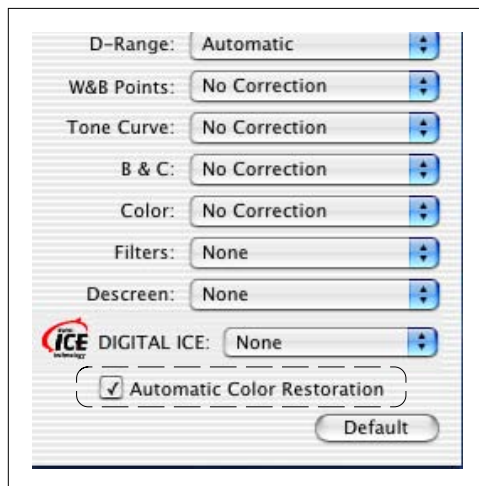 D-Range: Automatic
W&B Points: No Correction
Tone Curve: No Correction
B & C: No Correction
Color: No Correction
Filters: None
Descreen: None
ICE DIGITAL ICE: None
technology
✓ Automatic Color Restoration
Default